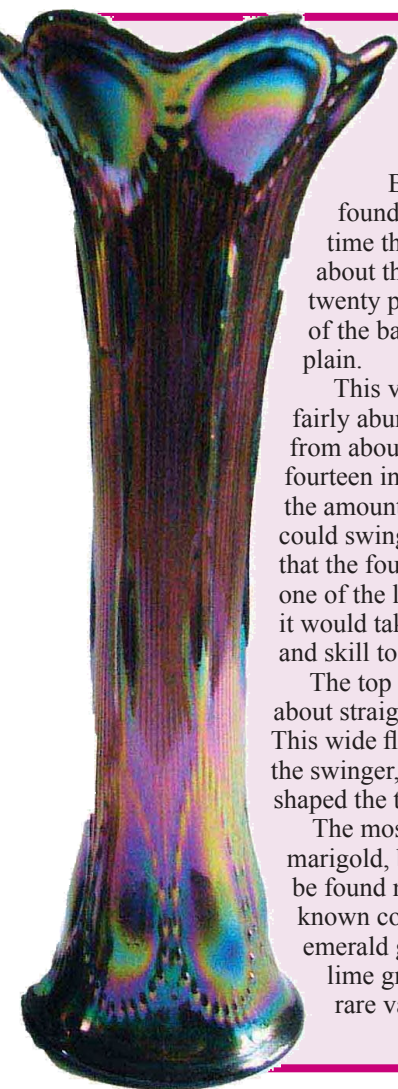 found
time th
about th
twenty p
of the ba
plain.
This v
fairly abun
from abou
fourteen in
the amount
could swing
that the fou
one of the l
it would tak
and skill to
The top
about straig
This wide fl
the swinger,
shaped the t
The mos
marigold, b
be found r
known co
emerald g
lime gr
rare va